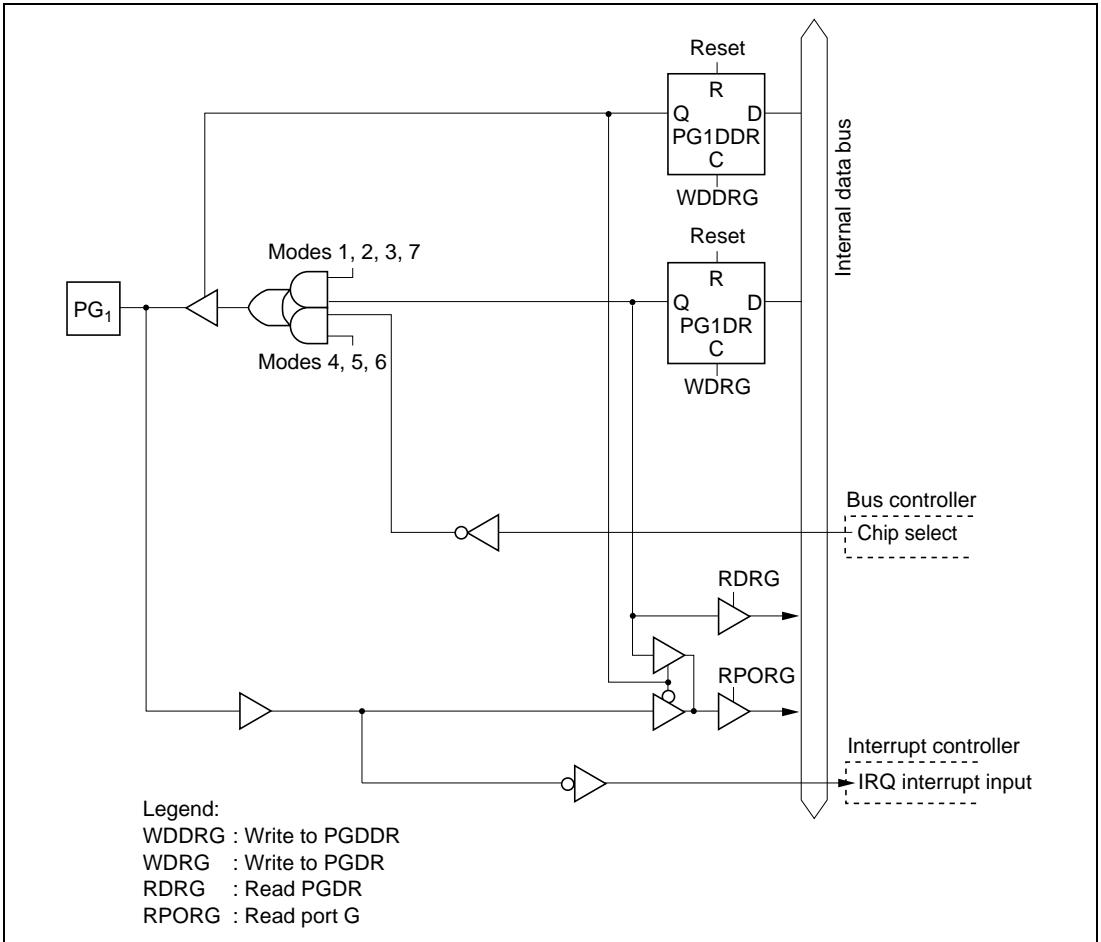 Reset
R
Q D
PG1DDR
C
WDDRG
Internal data bus
Reset
R
Q D
PG1DR
C
WDRG
Modes 1, 2, 3, 7
PG1
Modes 4, 5, 6
Bus controller
Chip select
RDRG
RPORG
Interrupt controller
IRQ interrupt input
Legend:
WDDRG : Write to PGDDR
WDRG : Write to PGDR
RDRG : Read PGDR
RPORG : Read port G